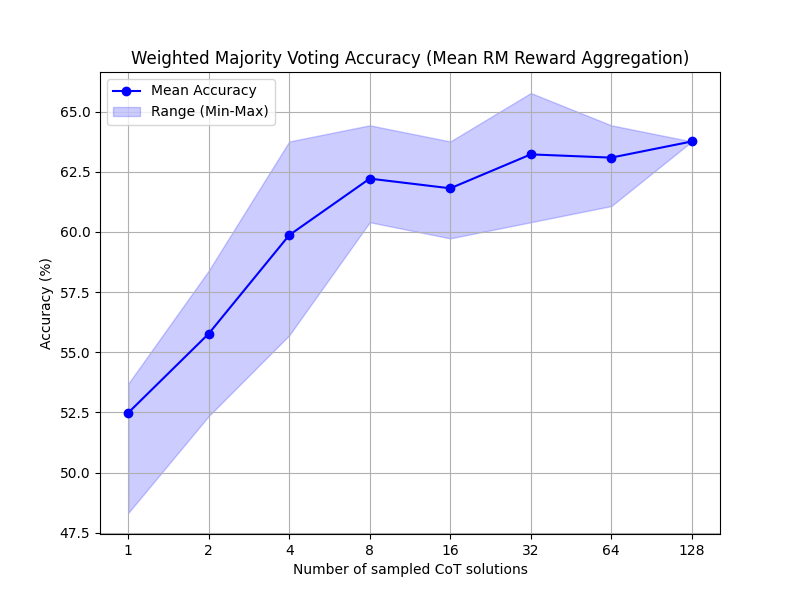 Weighted Majority Voting Accuracy (Mean RM Reward Aggregation)
Mean Accuracy
Range (Min-Max)
65.0
62.5
60.0
57.5
55.0
52.5
50.0
47.5
Accuracy (%)
1 2 4 8 16 32 64 128
Number of sampled CoT solutions